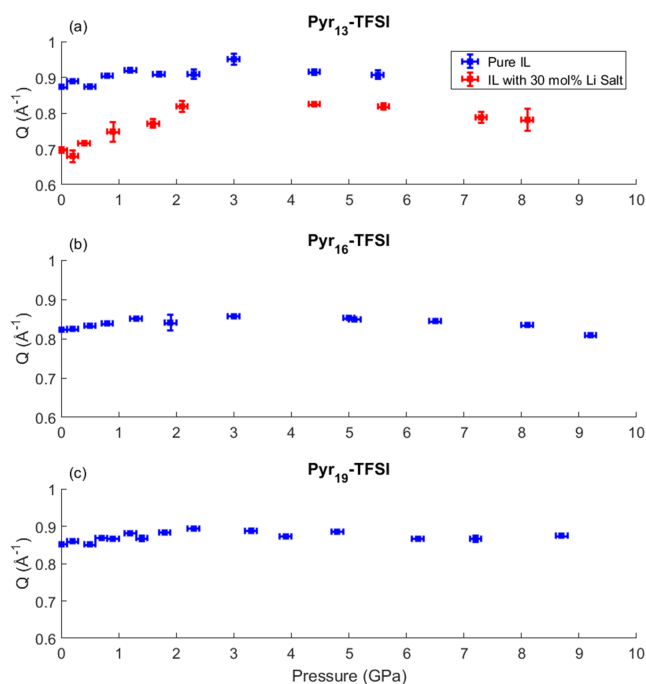 (a)
Pyr13-TFSI
1
0.9
0.8
0.7
0.6
Q (Å-1)
Pure IL
IL with 30 mol% Li Salt
0 1 2 3 4 5 6 7 8 9 10
(b)
Pyr16-TFSI
1
0.9
0.8
0.7
0.6
Q (Å-1)
0 1 2 3 4 5 6 7 8 9 10
(c)
Pyr19-TFSI
1
0.9
0.8
0.7
0.6
Q (Å-1)
0 1 2 3 4 5 6 7 8 9 10
Pressure (GPa)